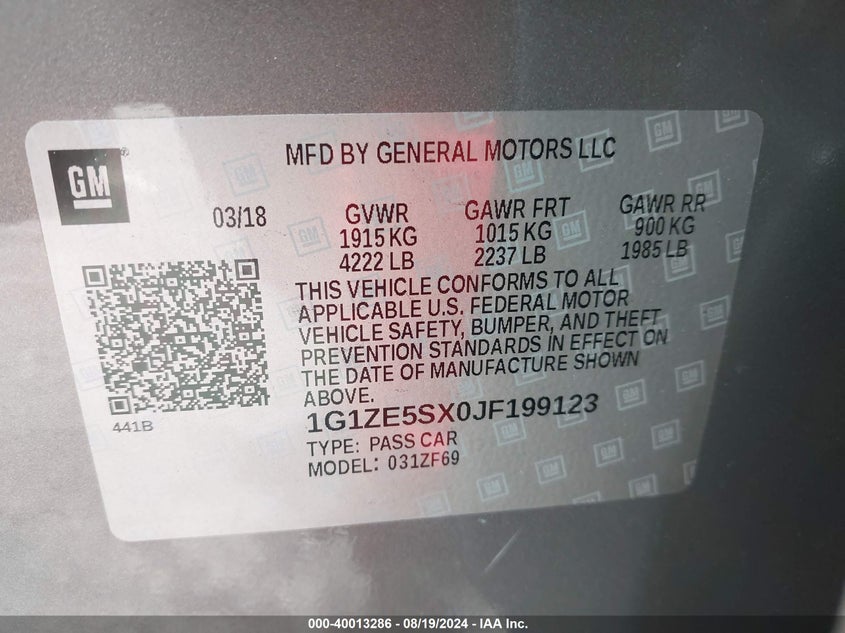 GM
MFD BY GENERAL MOTORS LLC
03/18
GVWR GAWR FRT GAWR RR
1915 KG 1015 KG 900 KG
4222 LB 2237 LB 1985 LB
THIS VEHICLE CONFORMS TO ALL
APPLICABLE U.S. FEDERAL MOTOR
VEHICLE SAFETY, BUMPER, AND THEFT
PREVENTION STANDARDS IN EFFECT ON
THE DATE OF MANUFACTURE SHOWN
ABOVE.
441B
1G1ZE5SX0JF199123
TYPE: PASS CAR
MODEL: 031ZF69
000-40013286 - 08/19/2024 - IAA Inc.